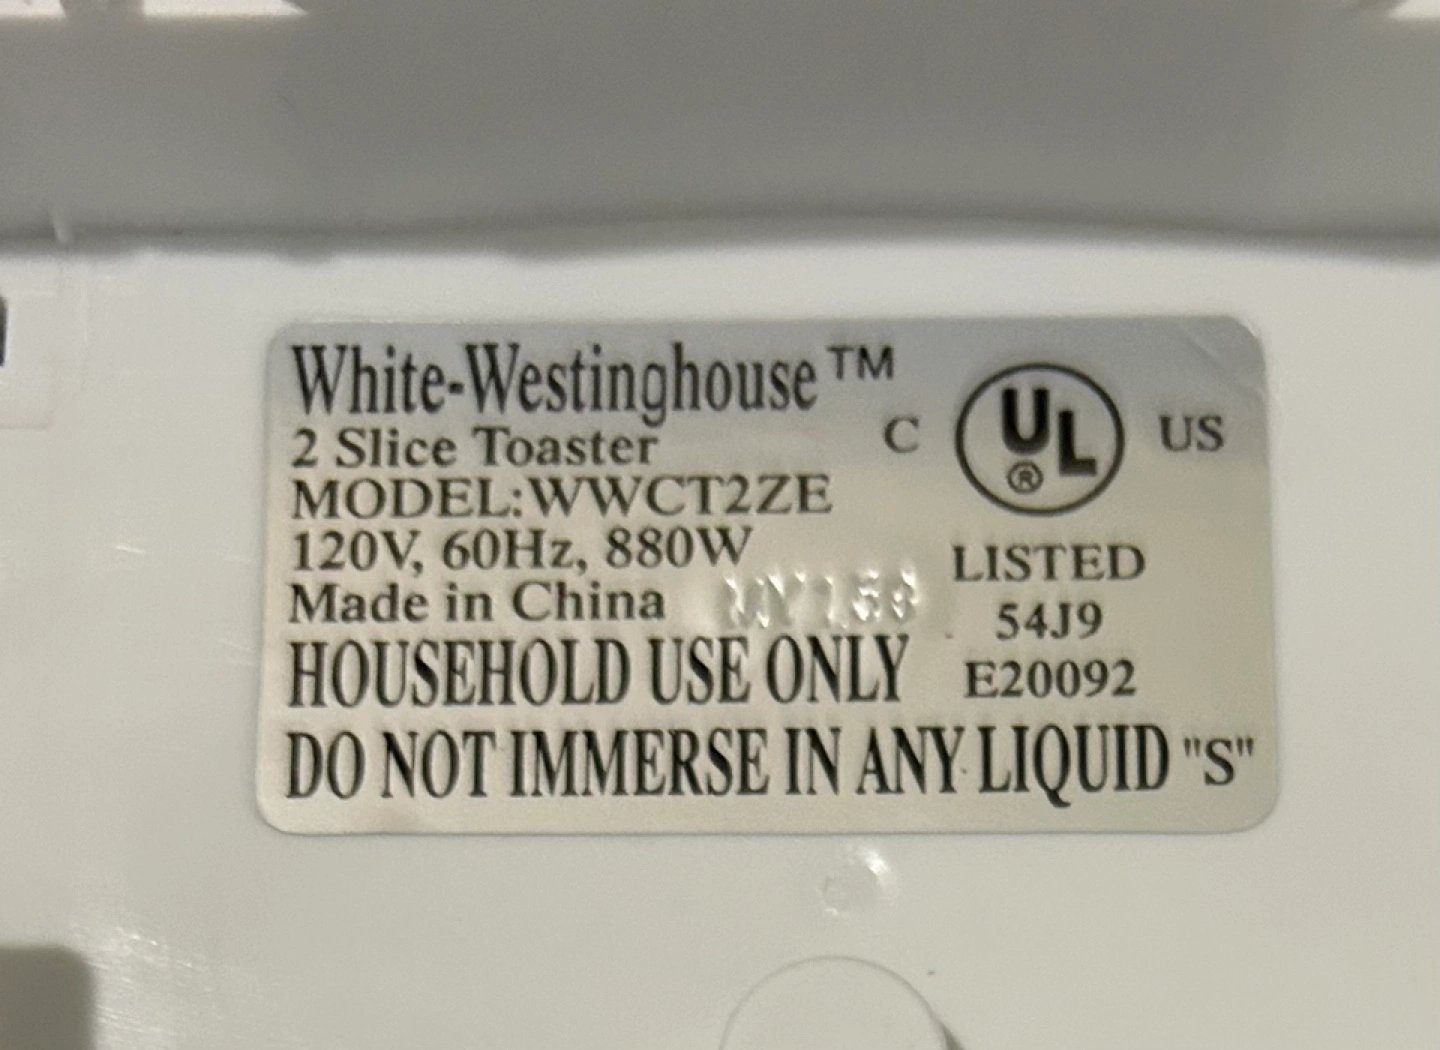 White-Westinghouse™
2 Slice Toaster
MODEL:WWCT2ZE
120V, 60Hz, 880W
Made in China
HOUSEHOLD USE ONLY
DO NOT IMMERSE IN ANY LIQUID "S"
C UL® US
LISTED
54J9
E20092